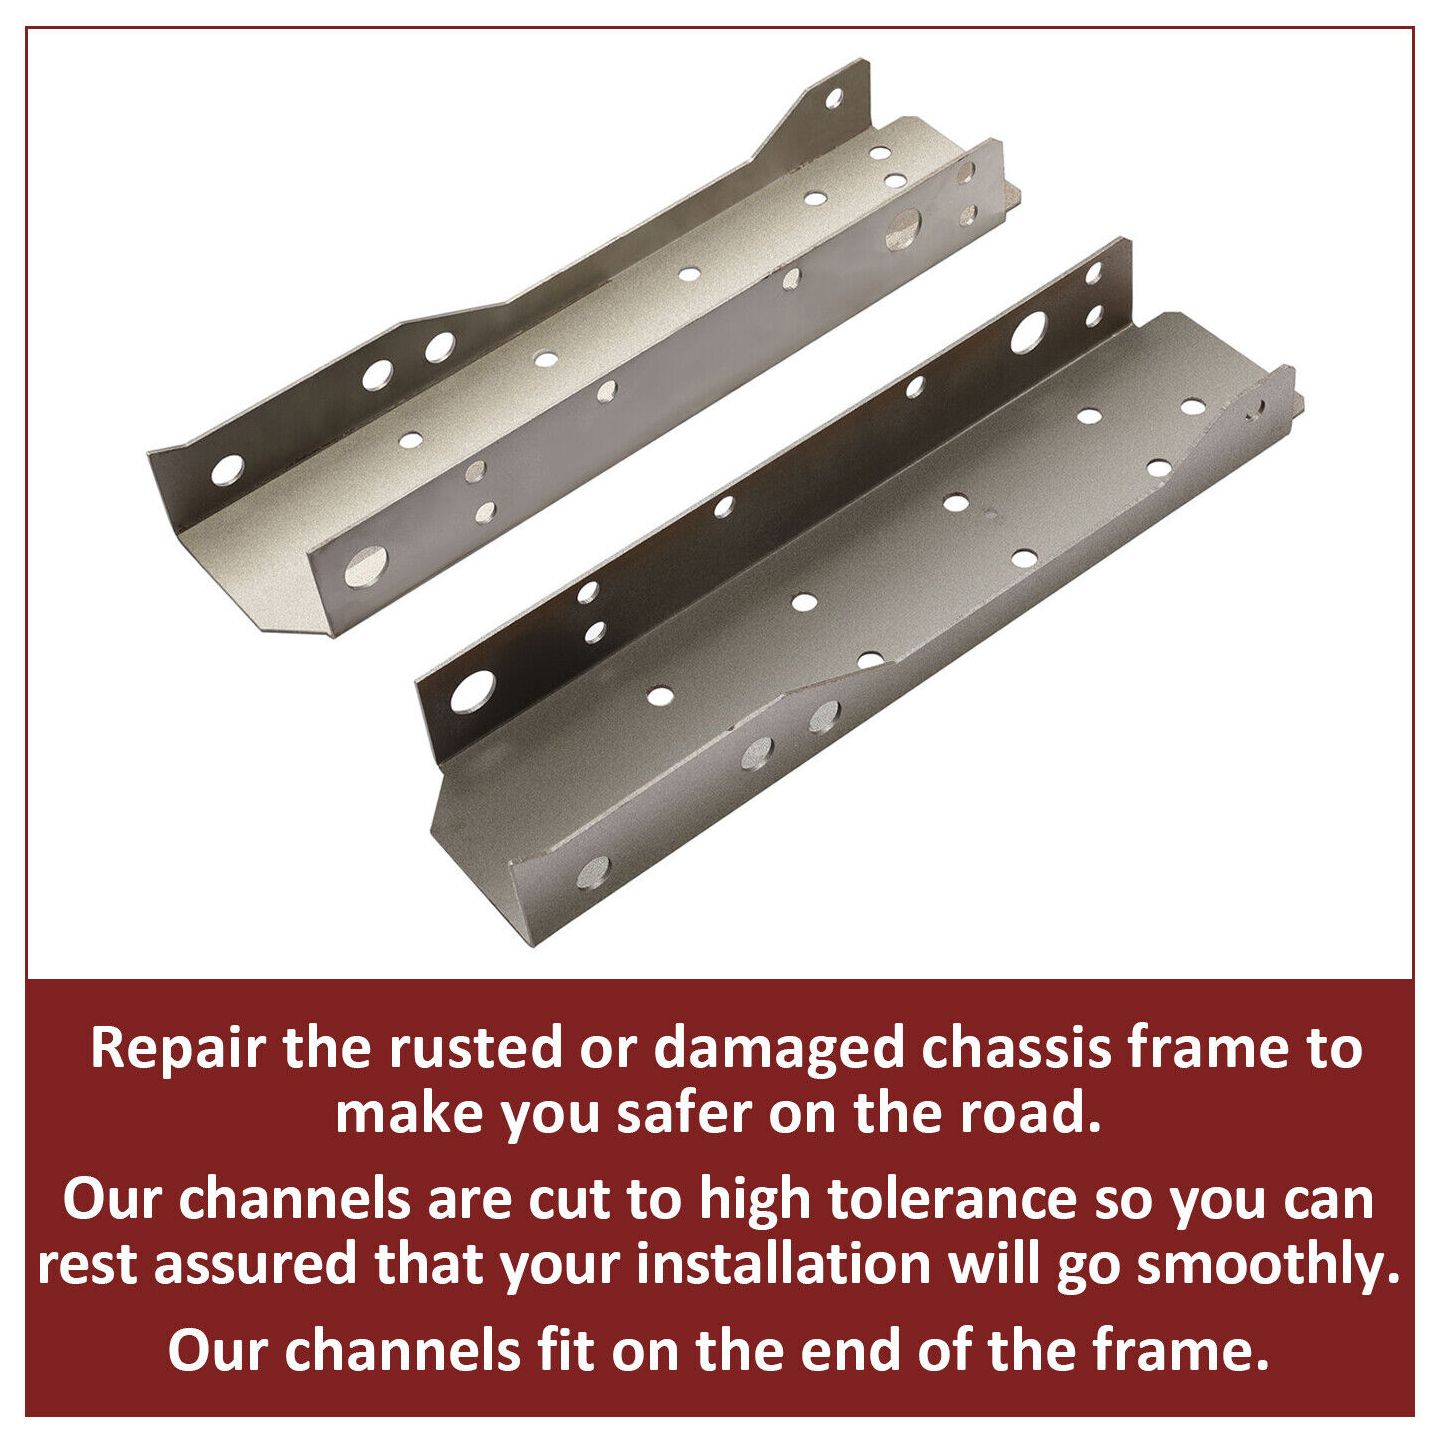 Repair the rusted or damaged chassis frame to
make you safer on the road.
Our channels are cut to high tolerance so you can
rest assured that your installation will go smoothly.
Our channels fit on the end of the frame.